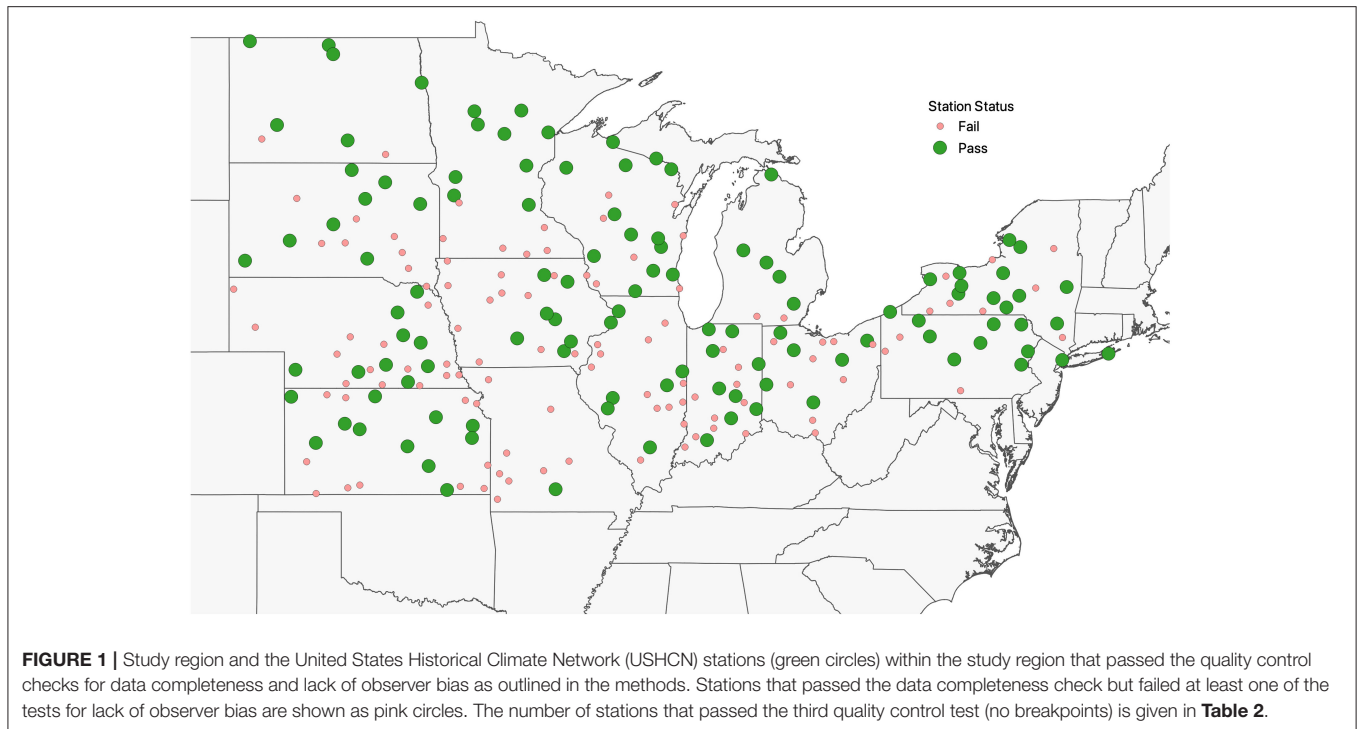 Station Status
Fail
Pass
FIGURE 1 | Study region and the United States Historical Climate Network (USHCN) stations (green circles) within the study region that passed the quality control
checks for data completeness and lack of observer bias as outlined in the methods. Stations that passed the data completeness check but failed at least one of the
tests for lack of observer bias are shown as pink circles. The number of stations that passed the third quality control test (no breakpoints) is given in Table 2.